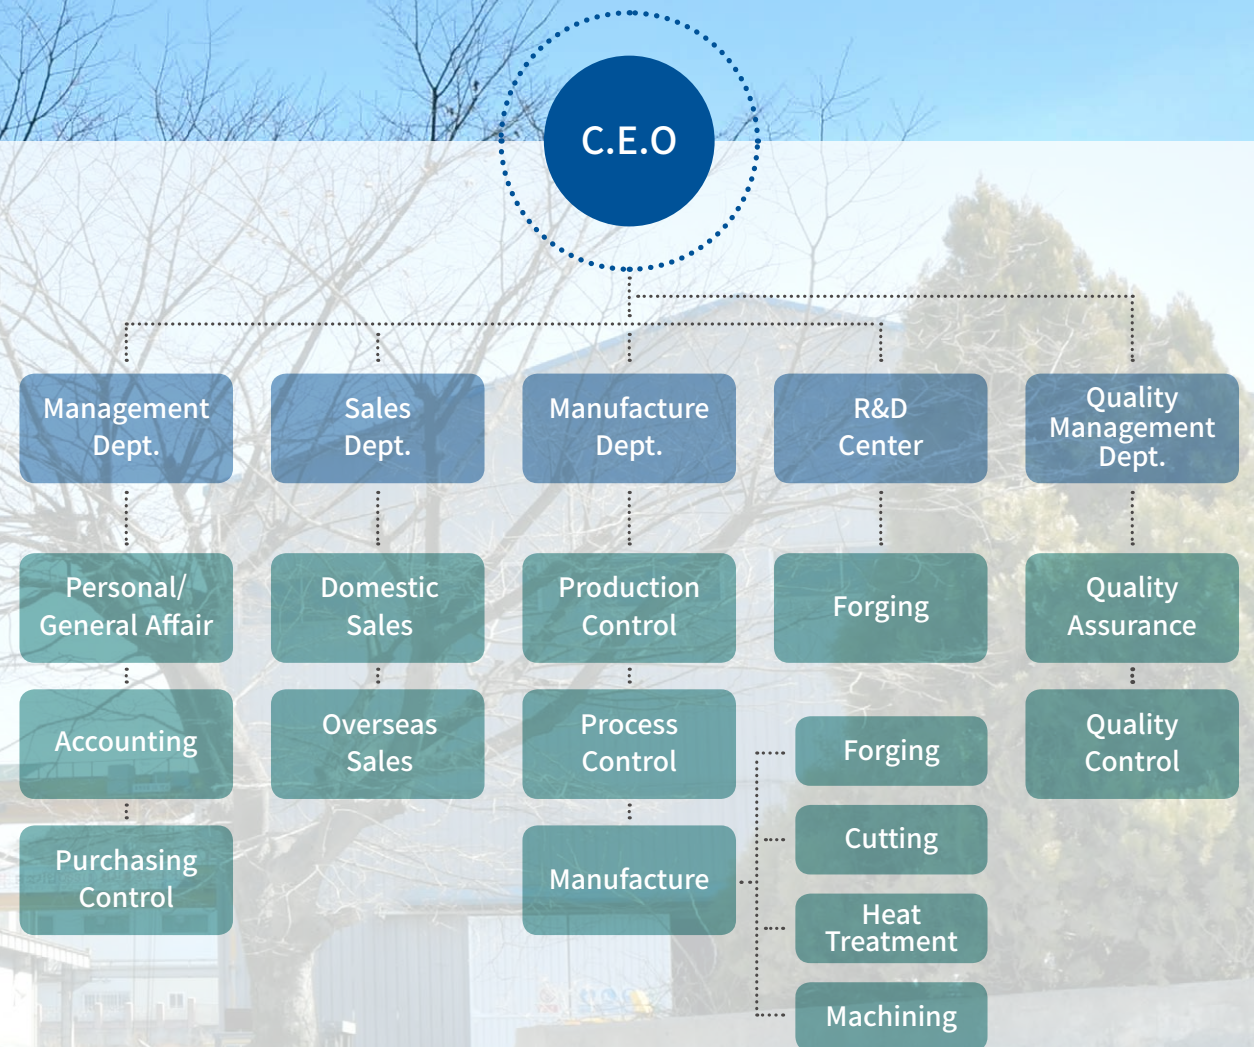 C.E.O
Management
Dept.
Sales
Dept.
Manufacture
Dept.
R&D
Center
Quality
Management
Dept.
Personal/
General Affair
Domestic
Sales
Production
Control
Forging
Quality
Assurance
Accounting
Overseas
Sales
Process
Control
Quality
Control
Purchasing
Control
Manufacture
Forging
Cutting
Heat
Treatment
Machining